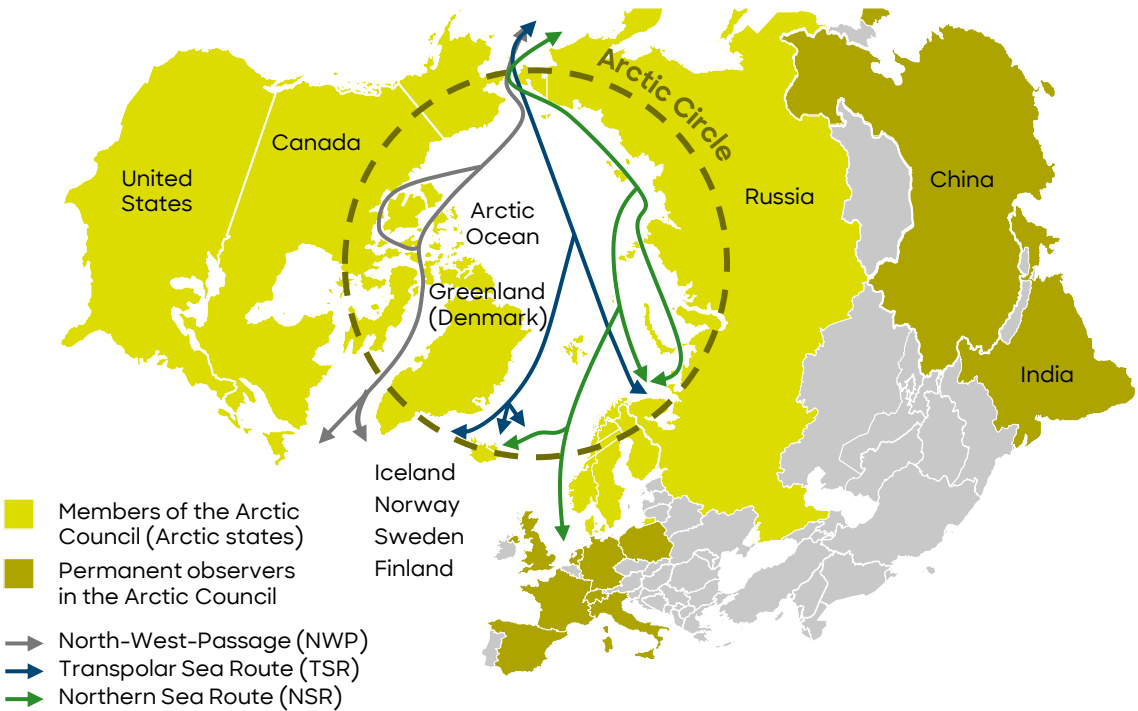 Arctic Circle
Canada
United
States
Arctic
Ocean
Russia
China
Greenland
(Denmark)
India
Iceland
Norway
Sweden
Finland
Members of the Arctic
Council (Arctic states)
Permanent observers
in the Arctic Council
North-West-Passage (NWP)
Transpolar Sea Route (TSR)
Northern Sea Route (NSR)